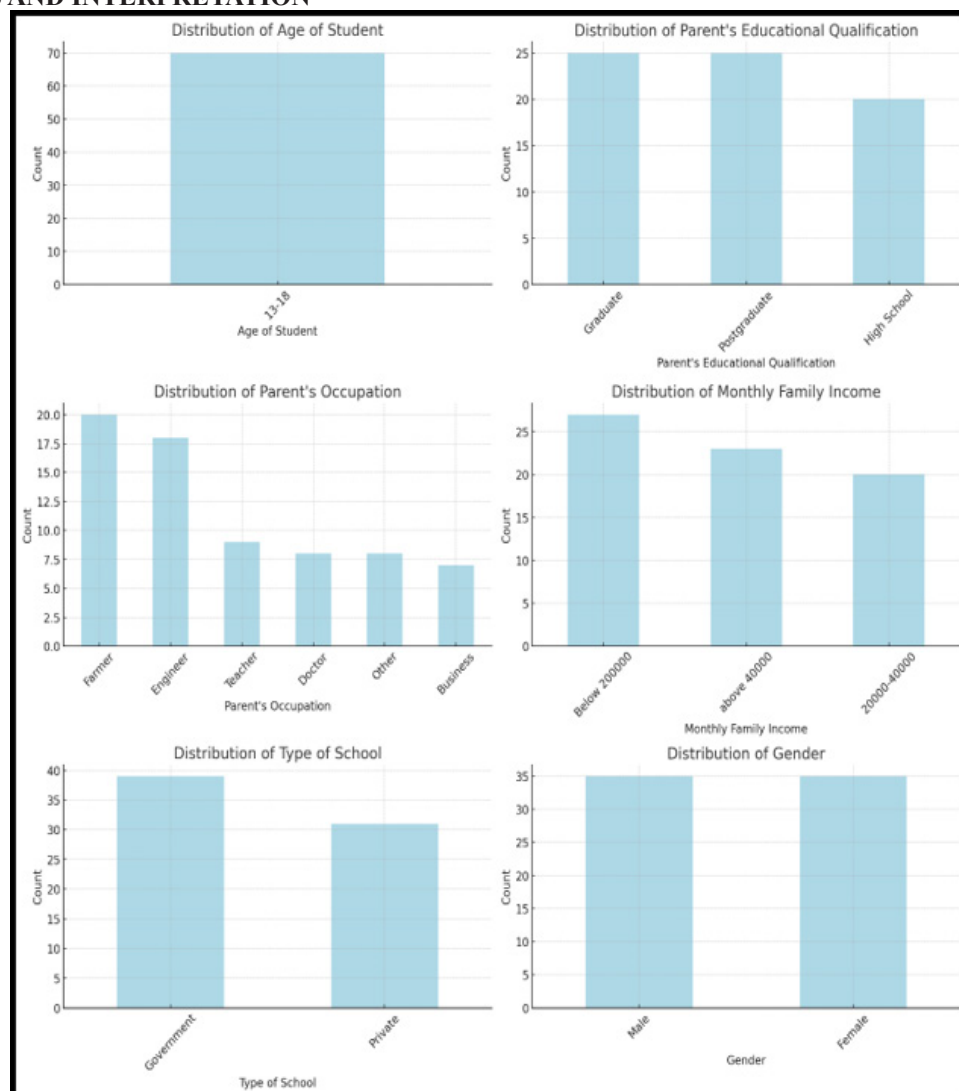 AND INTERPRETATION
Distribution of Age of Student
70
60
50
40
30
20
10
0
Count
13-18
Age of Student
Distribution of Parent's Educational Qualification
25
20
15
10
5
0
Count
Graduate
Postgraduate
High School
Parent's Educational Qualification
Distribution of Parent's Occupation
20.0
17.5
15.0
12.5
10.0
7.5
5.0
2.5
0.0
Count
Farmer
Engineer
Teacher
Doctor
Other
Business
Parent's Occupation
Distribution of Monthly Family Income
25
20
15
10
5
0
Count
Below 200000
above 40000
20000-40000
Monthly Family Income
Distribution of Type of School
40
35
30
25
20
15
10
5
0
Count
Government
Private
Type of School
Distribution of Gender
35
30
25
20
15
10
5
0
Count
Male
Female
Gender